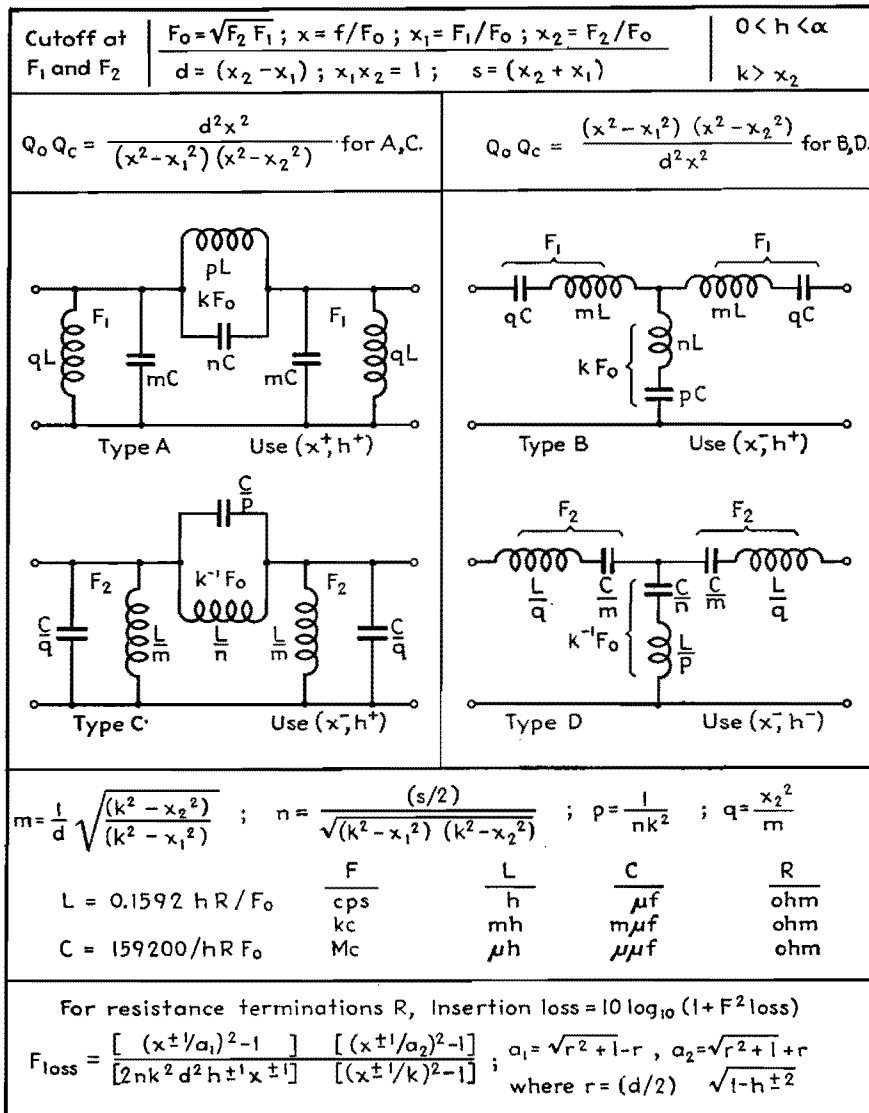 Cutoff at F₁ and F₂
F₀=√(F₂ F₁) ; x = f/F₀ ; x₁ = F₁/F₀ ; x₂ = F₂/F₀
d = (x₂-x₁) ; x₁x₂ = 1 ; s = (x₂ + x₁)
0 < h < α
k > x₂
Q₀ Q_c = d²x² / (x²-x₁²) (x²-x₂²) for A,C.
Q₀ Q_c = (x²-x₁²) (x²-x₂²) / d²x² for B,D.
pL
kF₀
nC
F₁
F₁
qL
mC
mC
qL
Type A
Use (x⁺, h⁺)
F₁
F₁
qC
mL
mL
qC
nL
kF₀
pC
Type B
Use (x⁻, h⁺)
C/p
F₂
k⁻¹F₀
F₂
C/q
L/m
L/n
L/m
C/q
Type C.
Use (x⁻, h⁺)
F₂
F₂
L/q
C/m
C/n
C/m
L/q
k⁻¹F₀
L/p
Type D
Use (x⁻, h⁻)
m = 1/d √((k² - x₂²)/(k² - x₁²)) ; n = (s/2)/√((k²-x₁²) (k²-x₂²)) ; p = 1/nk² ; q = x₂²/m
F L C R
L = 0.1592 hR/F₀ cps h μf ohm
kc mh mμf ohm
C = 159200/hRF₀ Mc μh μμf ohm
For resistance terminations R, Insertion loss = 10 log₁₀ (1+F² loss)
F loss = [(x±¹/a₁)²-1] [(x±¹/a₂)²-1] / [2nk²d²h±¹x±¹] [(x±¹/k)²-1] ; a₁ = √(r²+1)-r , a₂ = √(r²+1)+r
where r = (d/2) √(1-h±²)